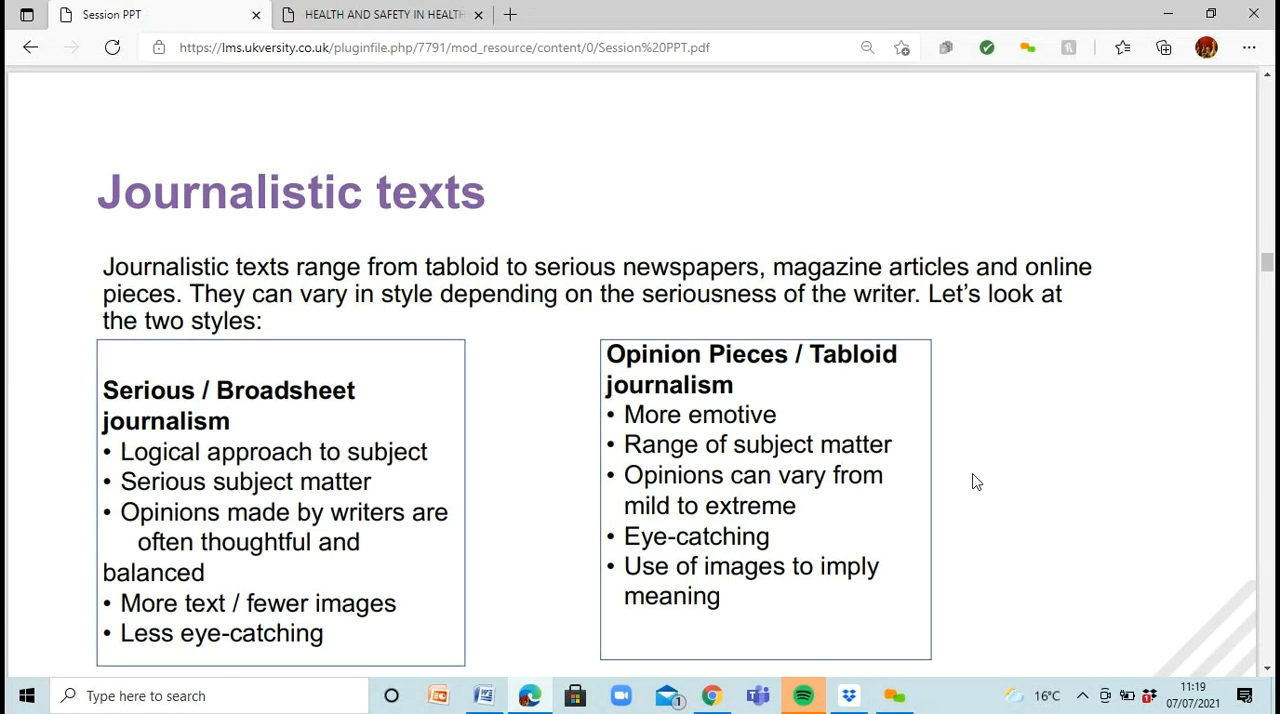 Session PPT
HEALTH AND SAFETY IN HEALTH
https://lms.ukversity.co.uk/pluginfile.php/7791/mod_resource/content/0/Session%20PPT.pdf
Journalistic texts
Journalistic texts range from tabloid to serious newspapers, magazine articles and online
pieces. They can vary in style depending on the seriousness of the writer. Let’s look at
the two styles:
Serious / Broadsheet
journalism
• Logical approach to subject
• Serious subject matter
• Opinions made by writers are
often thoughtful and
balanced
• More text / fewer images
• Less eye-catching
Opinion Pieces / Tabloid
journalism
• More emotive
• Range of subject matter
• Opinions can vary from
mild to extreme
• Eye-catching
• Use of images to imply
meaning
Type here to search
1
16°C
11:19
07/07/2021